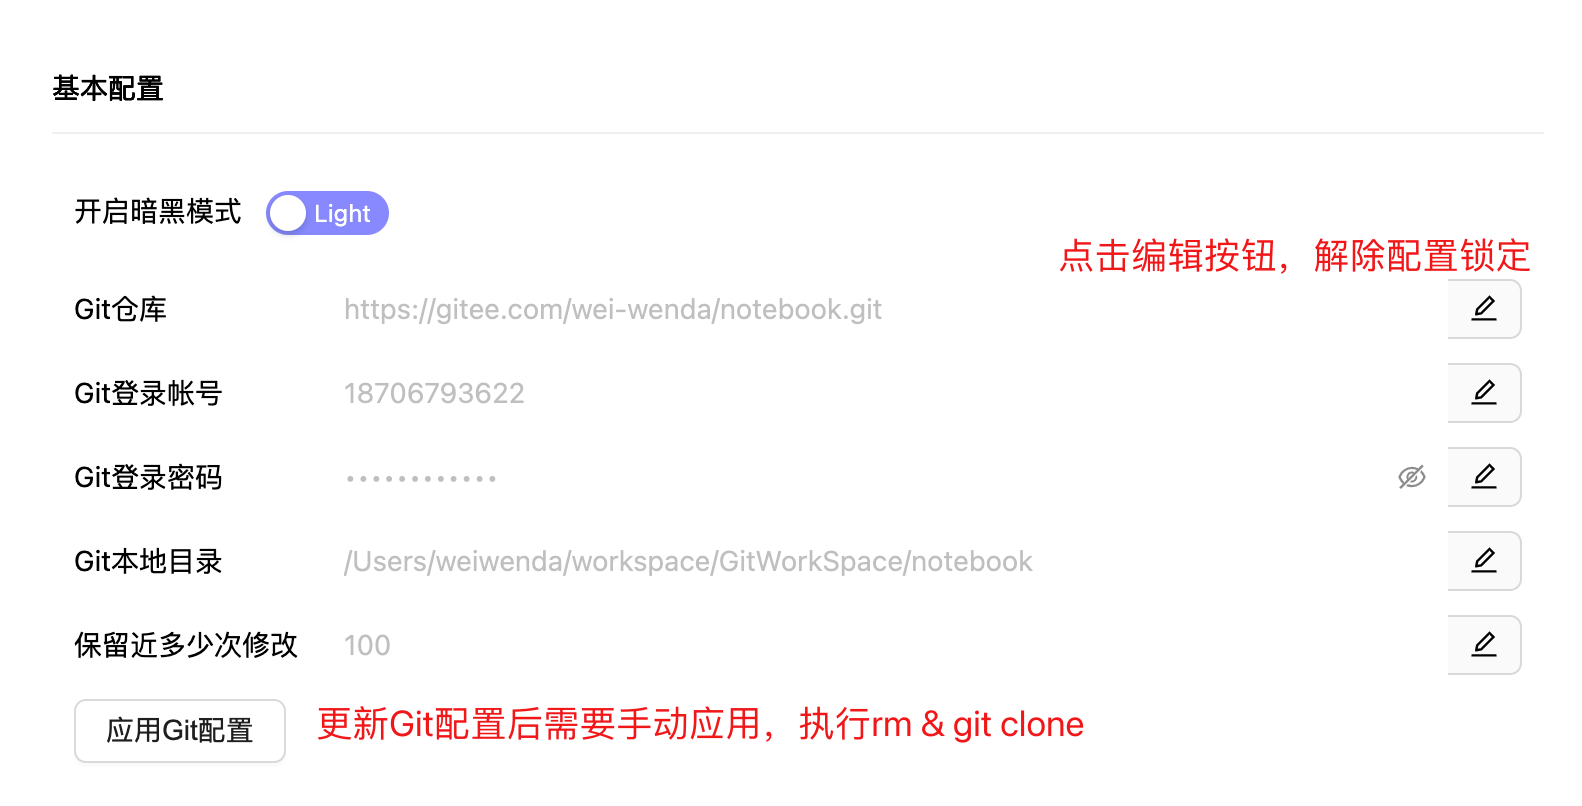 基本配置
开启暗黑模式 Light
点击编辑按钮，解除配置锁定
Git仓库 https://gitee.com/wei-wenda/notebook.git
Git登录帐号 18706793622
Git登录密码 ••••••••••••
Git本地目录 /Users/weiwenda/workspace/GitWorkSpace/notebook
保留近多少次修改 100
应用Git配置 更新Git配置后需要手动应用，执行rm & git clone